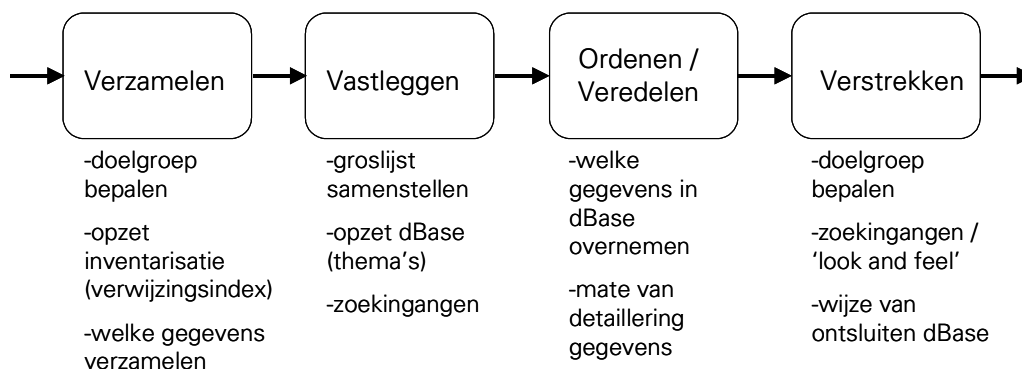 Verzamelen
-doelgroep
bepalen
-opzet
inventarisatie
(verwijzingsindex)
-welke gegevens
verzamelen
Vastleggen
-groslijst
samenstellen
-opzet dBase
(thema's)
-zoekingangen
Ordenen /
Veredelen
-welke
gegevens in
dBase
overnemen
-mate van
detaillering
gegevens
Verstrekken
-doelgroep
bepalen
-zoekingangen /
‘look and feel’
-wijze van
ontsluiten dBase